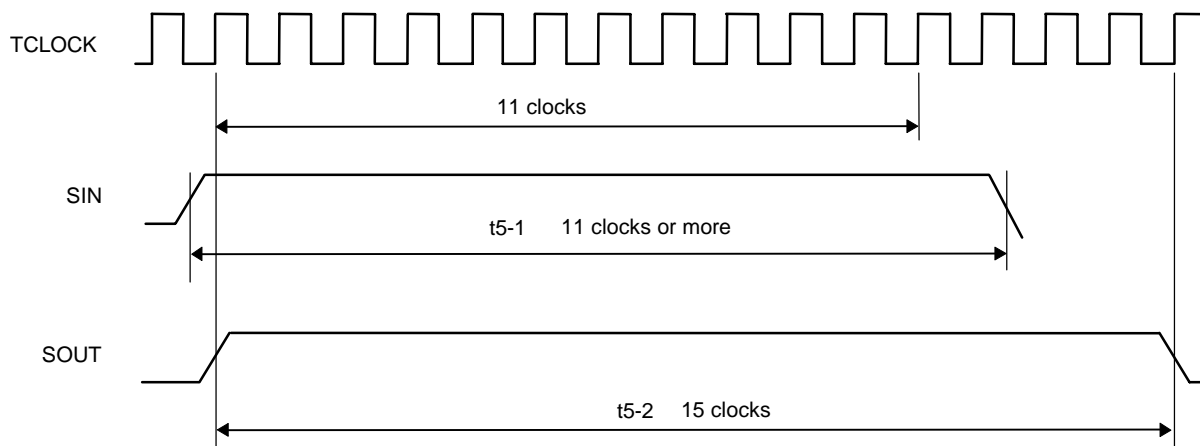 TCLOCK
11 clocks
SIN
t5-1 11 clocks or more
SOUT
t5-2 15 clocks